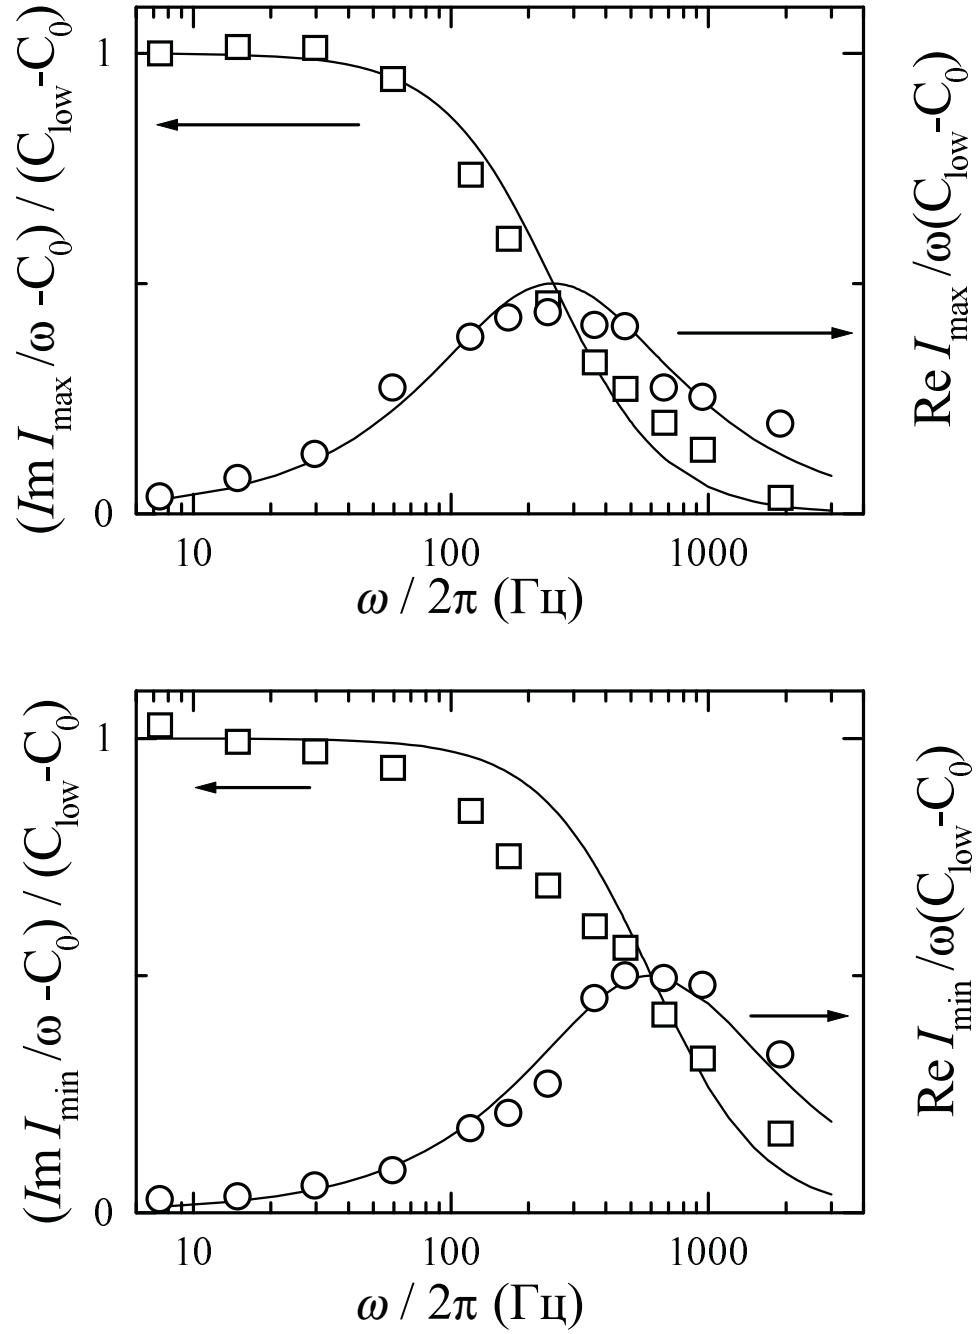 (Im I_max /ω -C_0) / (C_low -C_0)
1
0
Re I_max /ω(C_low -C_0)
10 100 1000
ω / 2π (Гц)
(Im I_min /ω -C_0) / (C_low -C_0)
1
0
Re I_min /ω(C_low -C_0)
10 100 1000
ω / 2π (Гц)